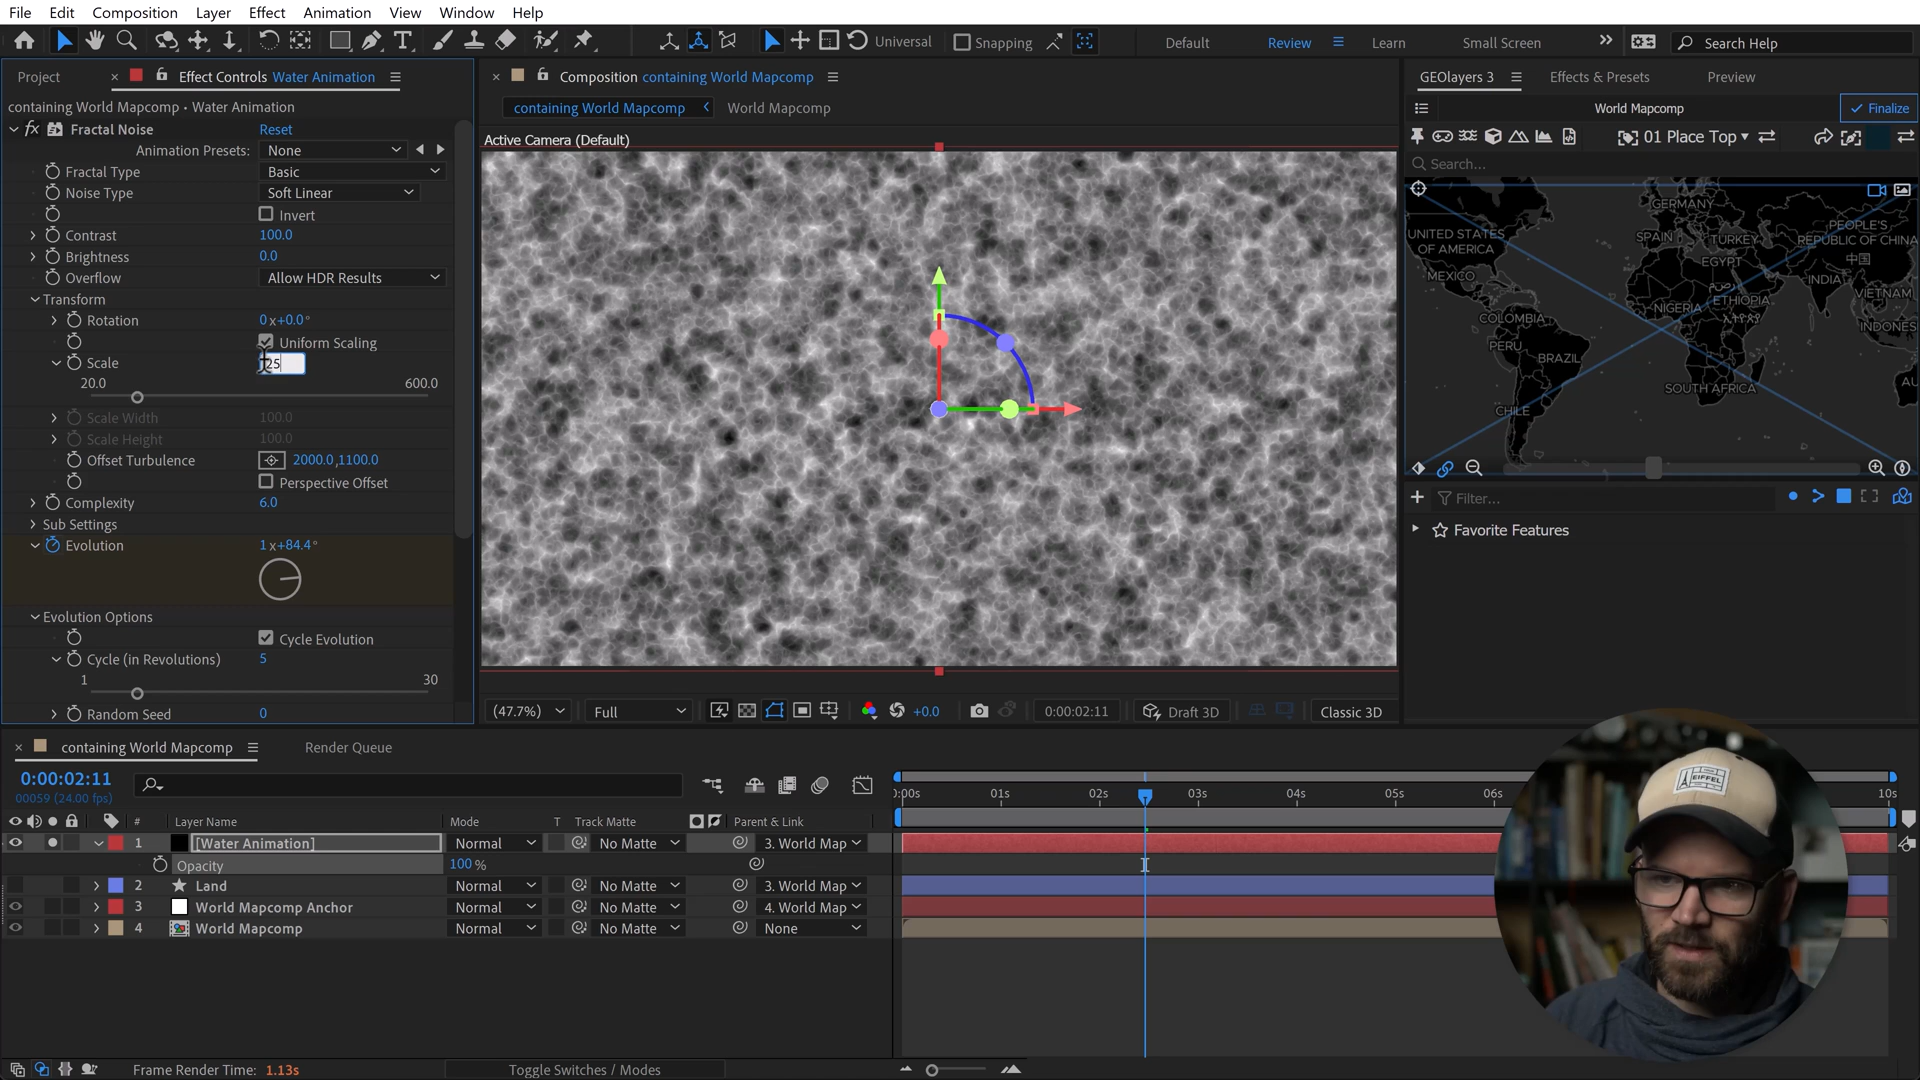 File Edit Composition Layer Effect Animation View Window Help
Universal Snapping Default Review Learn Small Screen Search Help
Project Effect Controls Water Animation
containing World Mapcomp • Water Animation
fx Fractal Noise Reset
Animation Presets: None
Fractal Type Basic
Noise Type Soft Linear
Invert
Contrast 100.0
Brightness 0.0
Overflow Allow HDR Results
Transform
Rotation 0 x+0.0°
Uniform Scaling
Scale
20.0 600.0
Scale Width 100.0
Scale Height 100.0
Offset Turbulence 2000.0,1100.0
Perspective Offset
Complexity 6.0
Sub Settings
Evolution 1 x+84.4°
Evolution Options
Cycle Evolution
Cycle (in Revolutions) 5
1 30
Random Seed 0
Composition containing World Mapcomp
containing World Mapcomp World Mapcomp
Active Camera (Default)
(47.7%) Full +0.0 0:00:02:11 Draft 3D Classic 3D
GEOlayers 3 Effects & Presets Preview
World Mapcomp Finalize
01 Place Top
Search...
UNITED STATES
OF AMERICA
MEXICO
COLOMBIA
PERU
BRAZIL
CHILE
GERMANY
SPAIN
TURKEY
EGYPT
NIGERIA
ETHIOPIA
SOUTH AFRICA
PEOPLE'S
REPUBLIC OF CHINA
中国
INDIA
VIETNAM
INDONES
AU
Filter...
Favorite Features
containing World Mapcomp Render Queue
0:00:02:11
00059 (24.00 fps)
# Layer Name Mode T Track Matte Parent & Link
1 [Water Animation] Normal No Matte 3. World Map
Opacity 100 %
2 Land Normal No Matte 3. World Map
3 World Mapcomp Anchor Normal No Matte 4. World Map
4 World Mapcomp Normal No Matte None
0:00s 01s 02s 03s 04s 05s 06s 10s
EIFFEL
Frame Render Time: 1.13s Toggle Switches / Modes